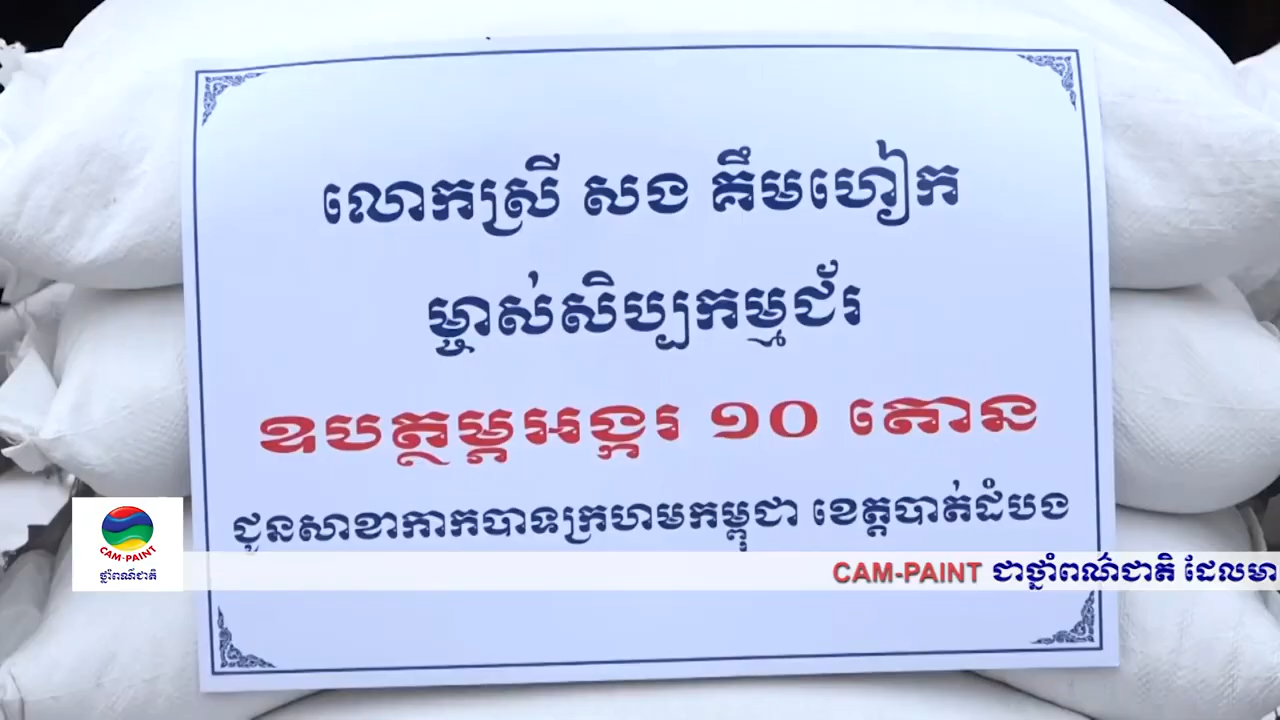 លោកស្រី សង គឹមហៀក
ម្ចាស់សិប្បកម្មជ័រ
ឧបត្ថម្ភអង្ករ ១០ តោន
ជូនសាខាកាកបាទក្រហមកម្ពុជា ខេត្តបាត់ដំបង
CAM-PAINT
ថ្នាំពណ៌ជាតិ
CAM-PAINT ជាថ្នាំពណ៌ជាតិ ដែលមា